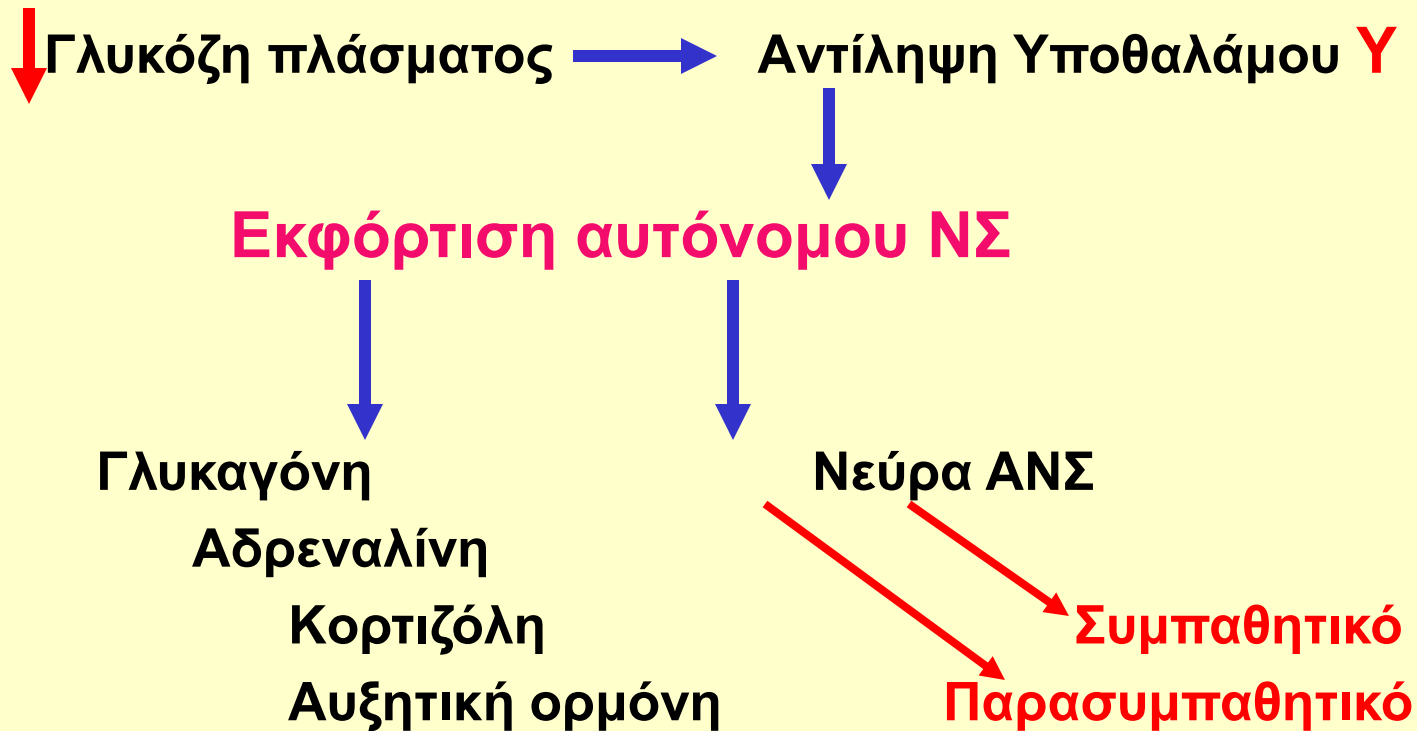 Γλυκόζη πλάσματος Αντίληψη Υποθαλάμου Υ
Εκφόρτιση αυτόνομου ΝΣ
Γλυκαγόνη Νεύρα ΑΝΣ
Αδρεναλίνη
Κορτιζόλη Συμπαθητικό
Αυξητική ορμόνη Παρασυμπαθητικό